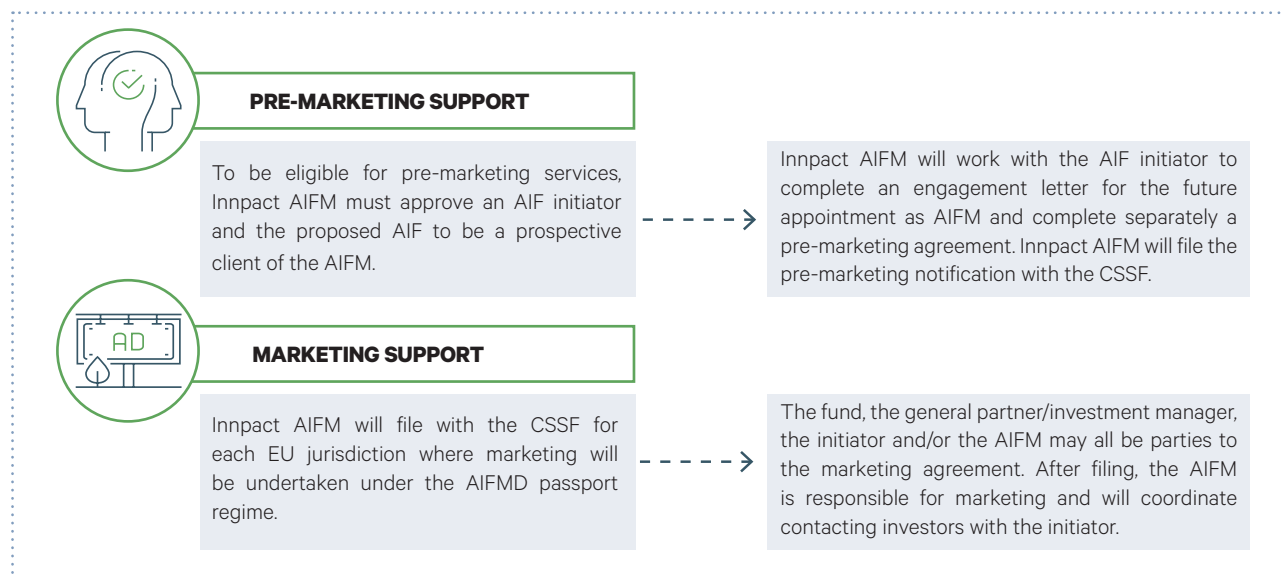 PRE-MARKETING SUPPORT
To be eligible for pre-marketing services,
Innpact AIFM must approve an AIF initiator
and the proposed AIF to be a prospective
client of the AIFM.
Innpact AIFM will work with the AIF initiator to
complete an engagement letter for the future
appointment as AIFM and complete separately a
pre-marketing agreement. Innpact AIFM will file the
pre-marketing notification with the CSSF.
AD
MARKETING SUPPORT
Innpact AIFM will file with the CSSF for
each EU jurisdiction where marketing will
be undertaken under the AIFMD passport
regime.
The fund, the general partner/investment manager,
the initiator and/or the AIFM may all be parties to
the marketing agreement. After filing, the AIFM
is responsible for marketing and will coordinate
contacting investors with the initiator.